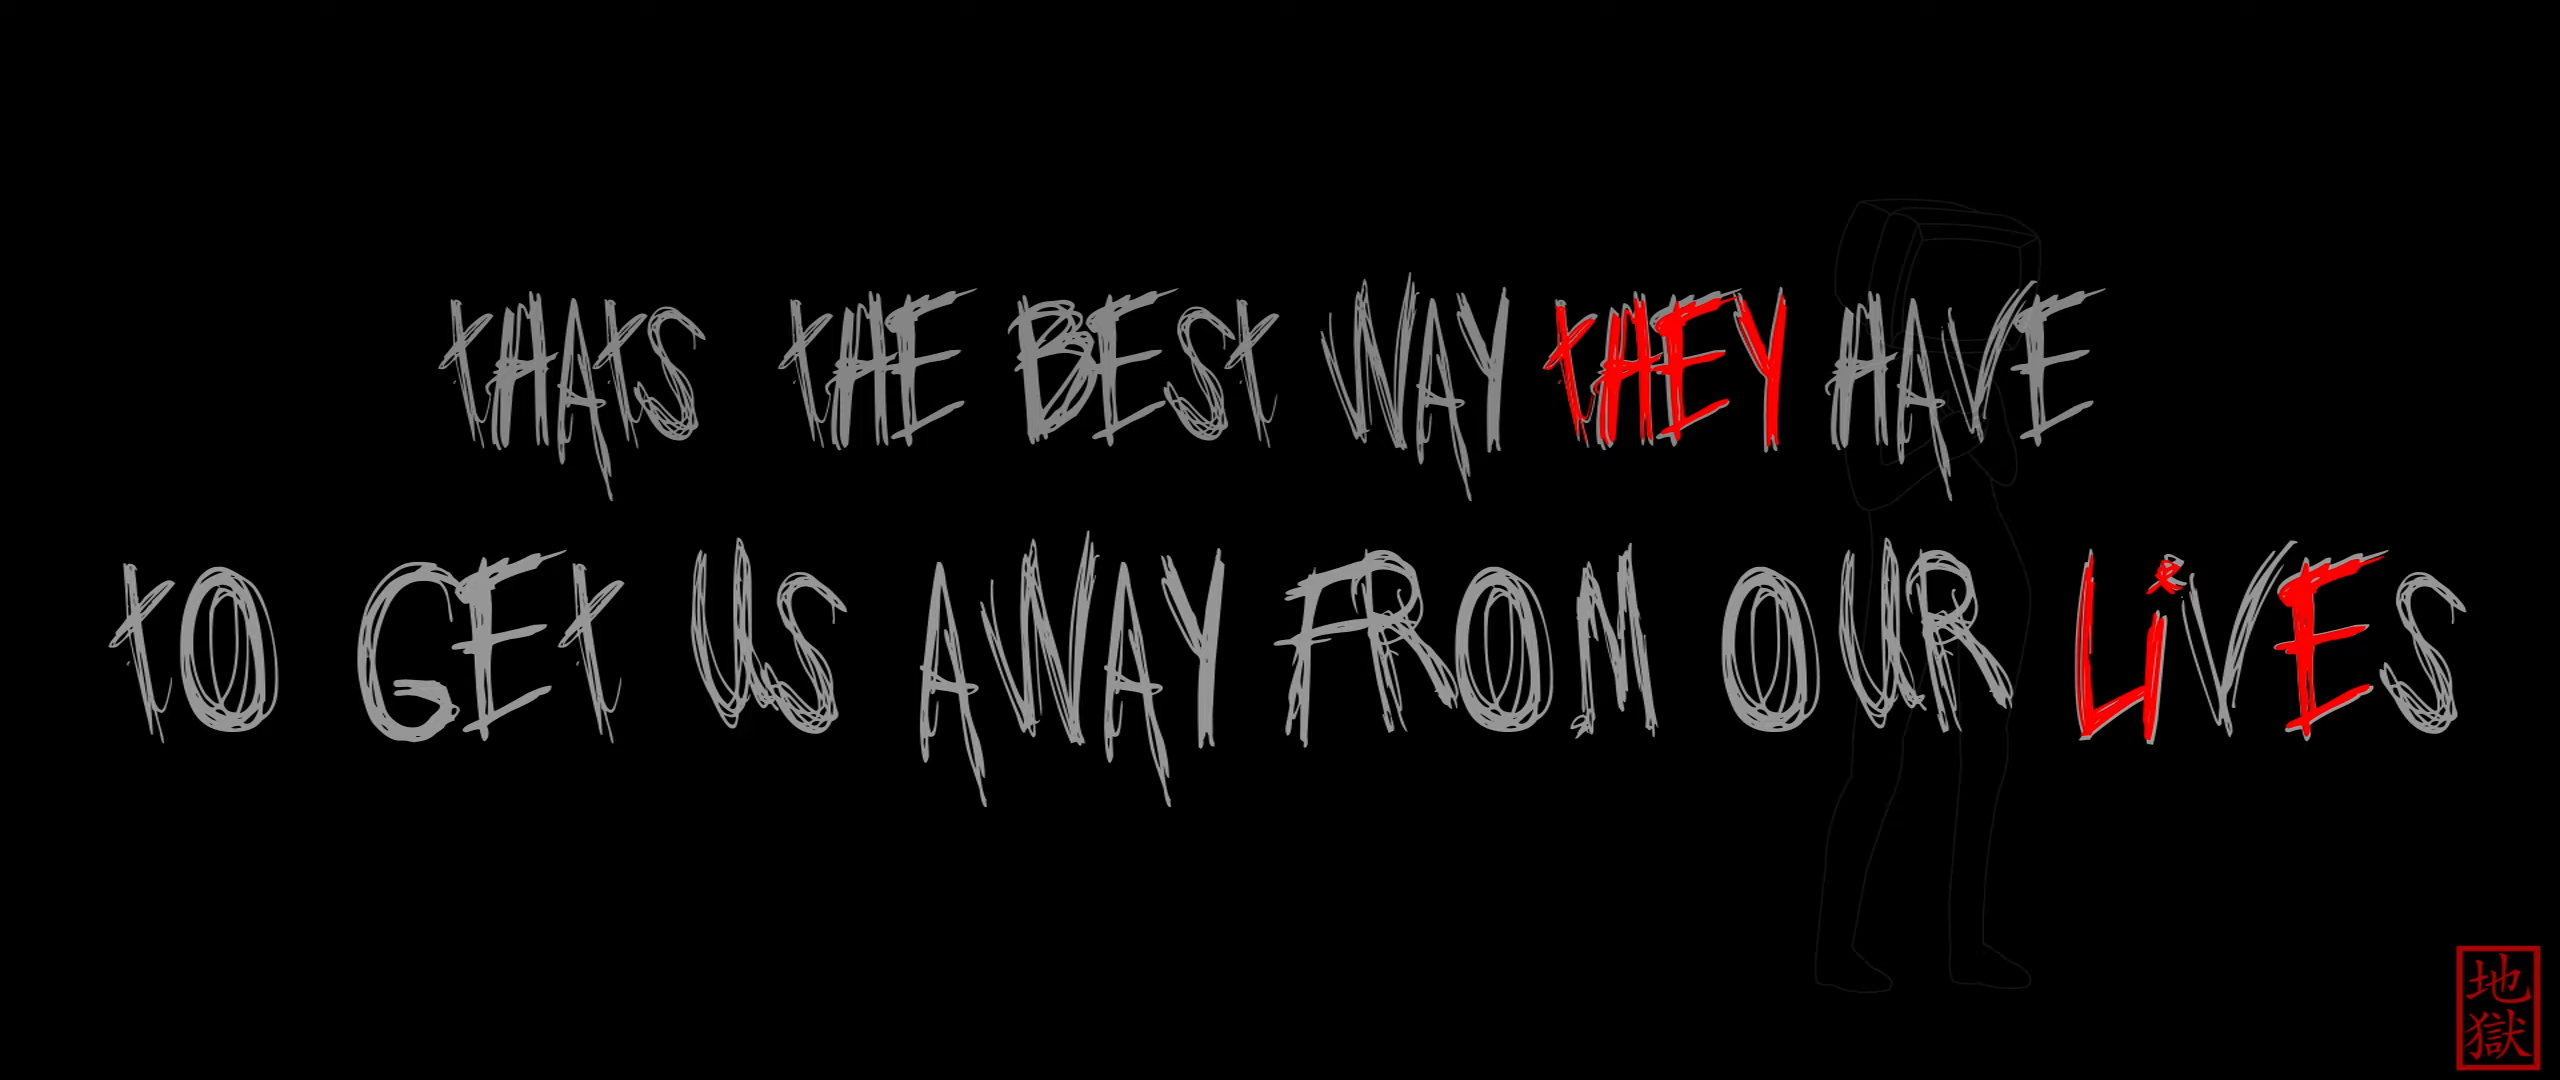 tHAtS tHE BESt WAY tHEY HAVE
tO GEt US AWAY FROM OUR LiVES
地
獄